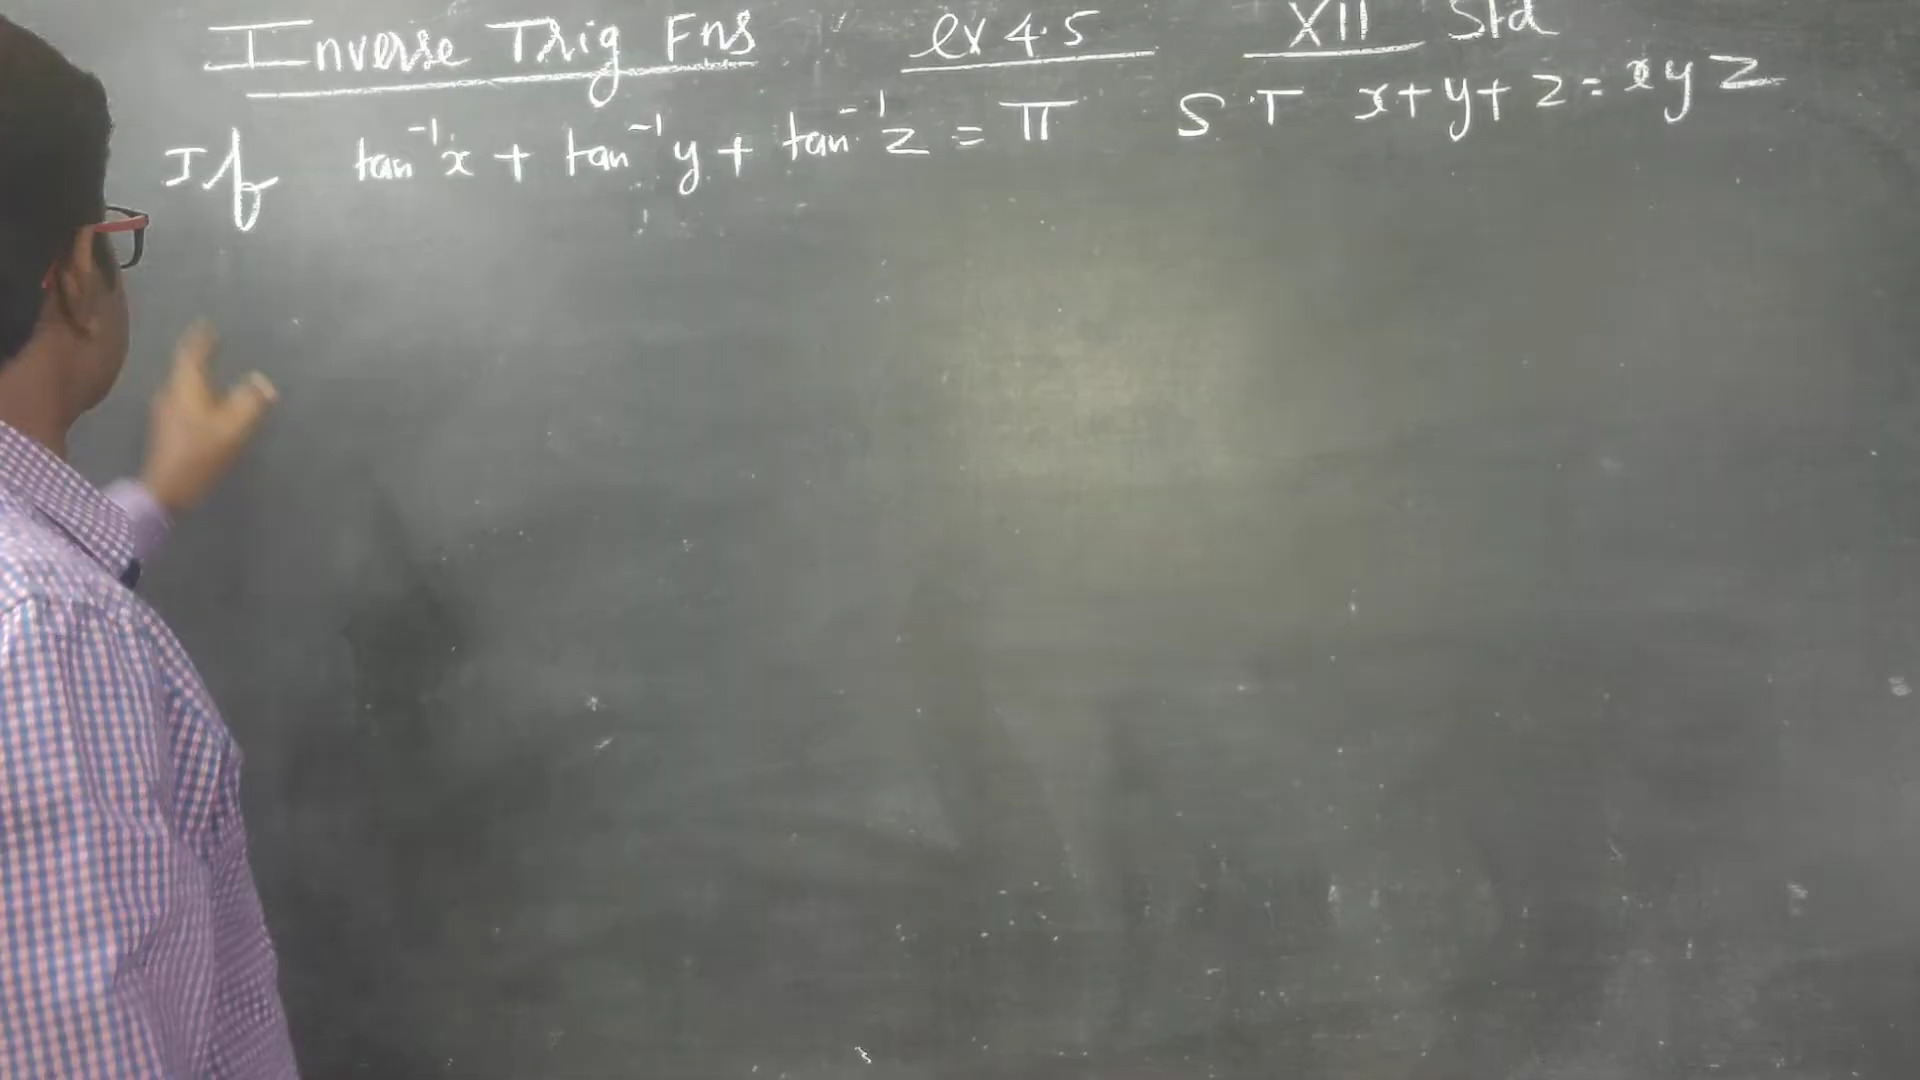 Inverse Trig Fns ex 4.5 XII Std
If tan⁻¹x + tan⁻¹y + tan⁻¹z = π S.T x+y+z=xyz